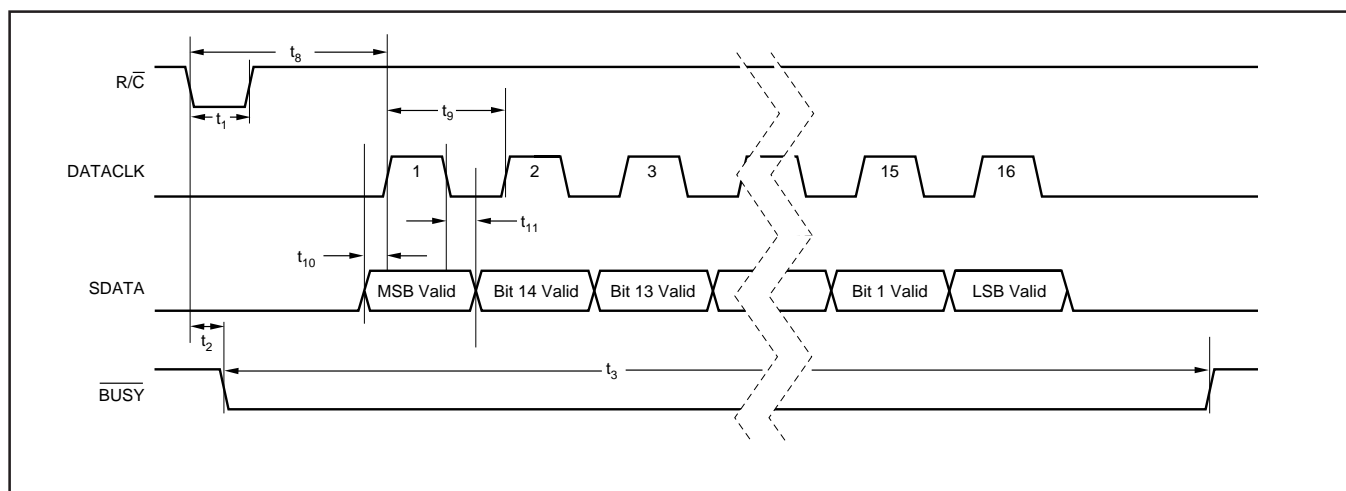 t8
R/C̅
t1
t9
DATACLK
1
2
3
15
16
t11
t10
SDATA
MSB Valid
Bit 14 Valid
Bit 13 Valid
Bit 1 Valid
LSB Valid
t2
t3
B̅U̅S̅Y̅